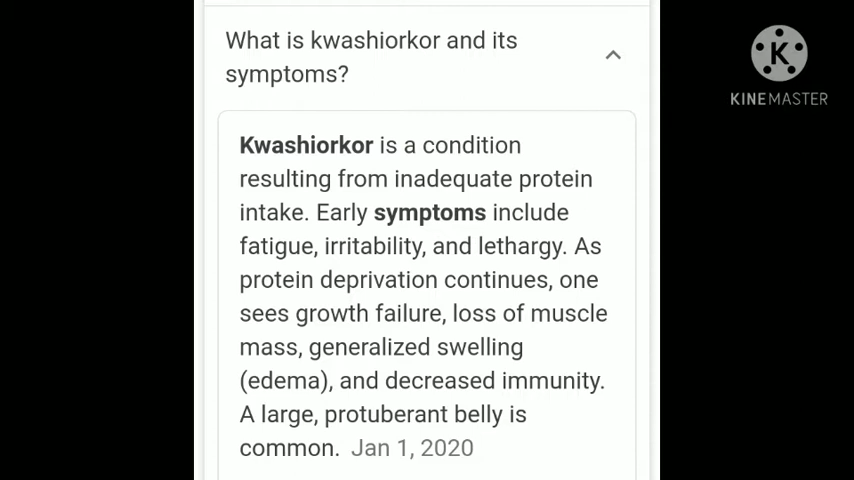 What is kwashiorkor and its
symptoms?
K
KINEMASTER
Kwashiorkor is a condition
resulting from inadequate protein
intake. Early symptoms include
fatigue, irritability, and lethargy. As
protein deprivation continues, one
sees growth failure, loss of muscle
mass, generalized swelling
(edema), and decreased immunity.
A large, protuberant belly is
common. Jan 1, 2020